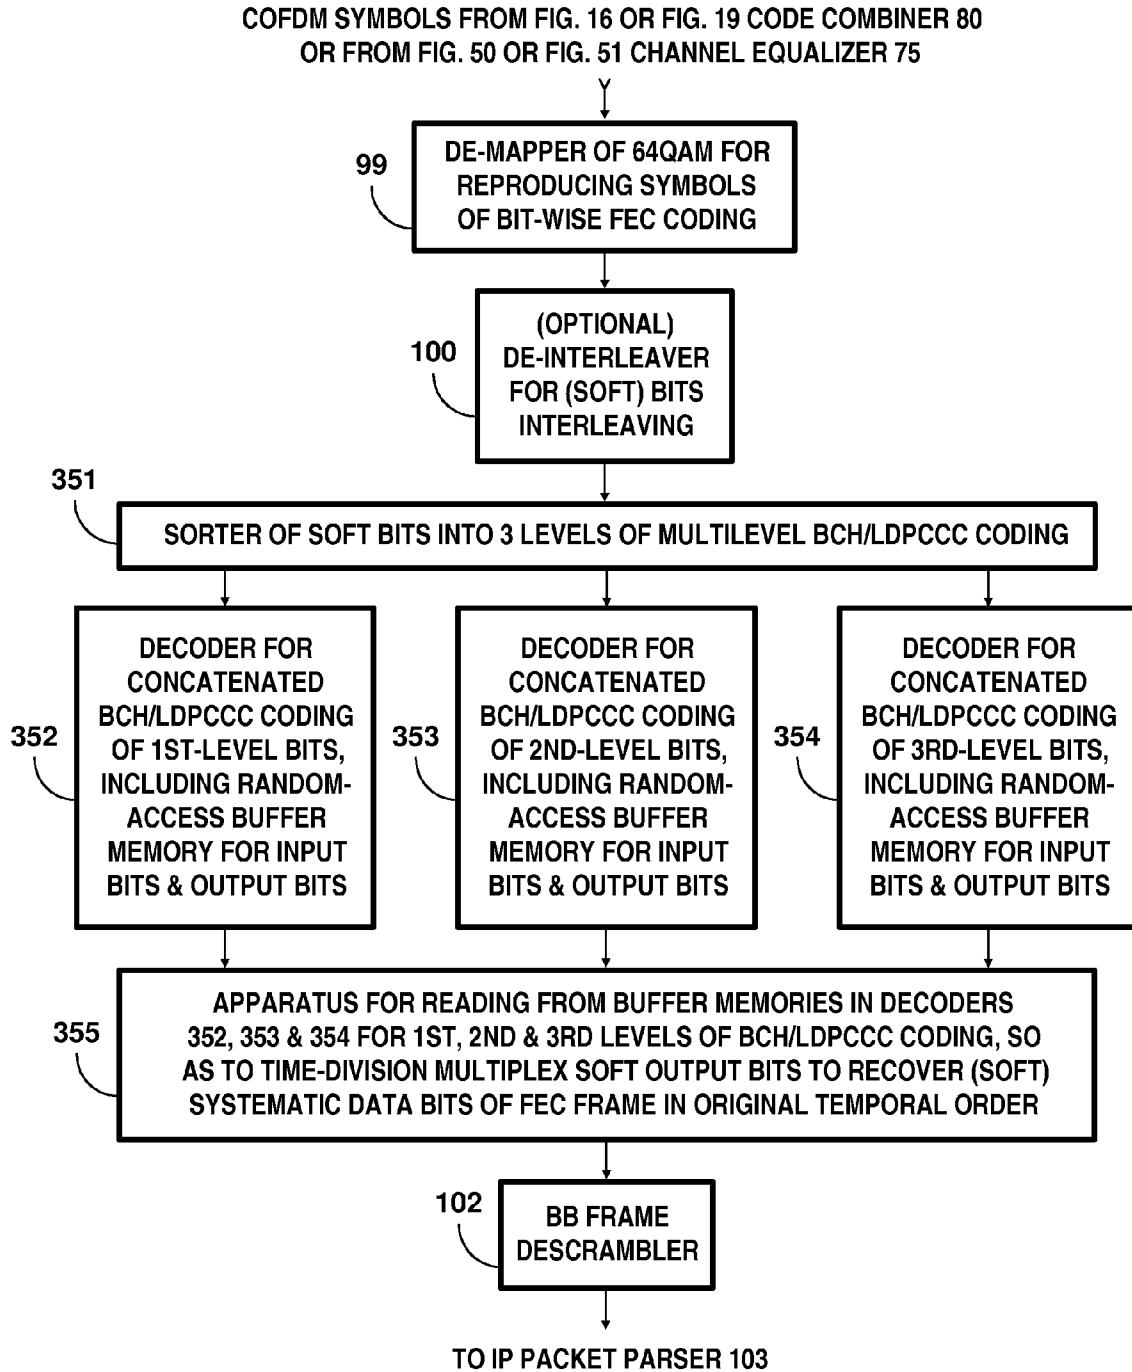 COFDM SYMBOLS FROM FIG. 16 OR FIG. 19 CODE COMBINER 80
OR FROM FIG. 50 OR FIG. 51 CHANNEL EQUALIZER 75
99
DE-MAPPER OF 64QAM FOR
REPRODUCING SYMBOLS
OF BIT-WISE FEC CODING
100
(OPTIONAL)
DE-INTERLEAVER
FOR (SOFT) BITS
INTERLEAVING
351
SORTER OF SOFT BITS INTO 3 LEVELS OF MULTILEVEL BCH/LDPCCC CODING
352
DECODER FOR
CONCATENATED
BCH/LDPCCC CODING
OF 1ST-LEVEL BITS,
INCLUDING RANDOM-
ACCESS BUFFER
MEMORY FOR INPUT
BITS & OUTPUT BITS
353
DECODER FOR
CONCATENATED
BCH/LDPCCC CODING
OF 2ND-LEVEL BITS,
INCLUDING RANDOM-
ACCESS BUFFER
MEMORY FOR INPUT
BITS & OUTPUT BITS
354
DECODER FOR
CONCATENATED
BCH/LDPCCC CODING
OF 3RD-LEVEL BITS,
INCLUDING RANDOM-
ACCESS BUFFER
MEMORY FOR INPUT
BITS & OUTPUT BITS
355
APPARATUS FOR READING FROM BUFFER MEMORIES IN DECODERS
352, 353 & 354 FOR 1ST, 2ND & 3RD LEVELS OF BCH/LDPCCC CODING, SO
AS TO TIME-DIVISION MULTIPLEX SOFT OUTPUT BITS TO RECOVER (SOFT)
SYSTEMATIC DATA BITS OF FEC FRAME IN ORIGINAL TEMPORAL ORDER
102
BB FRAME
DESCRAMBLER
TO IP PACKET PARSER 103